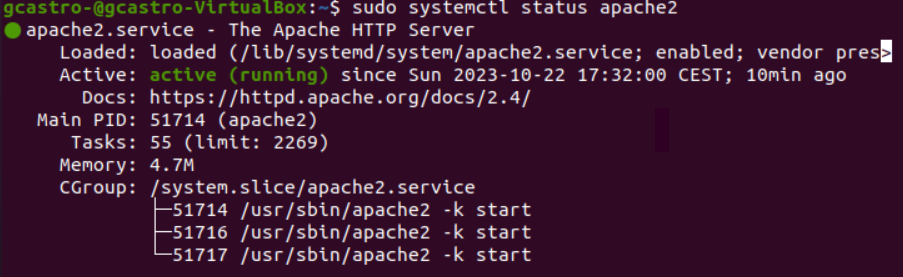 gcastro-@gcastro-VirtualBox:~$ sudo systemctl status apache2
● apache2.service - The Apache HTTP Server
     Loaded: loaded (/lib/systemd/system/apache2.service; enabled; vendor pres>
     Active: active (running) since Sun 2023-10-22 17:32:00 CEST; 10min ago
       Docs: https://httpd.apache.org/docs/2.4/
   Main PID: 51714 (apache2)
      Tasks: 55 (limit: 2269)
     Memory: 4.7M
     CGroup: /system.slice/apache2.service
             ├─51714 /usr/sbin/apache2 -k start
             ├─51716 /usr/sbin/apache2 -k start
             └─51717 /usr/sbin/apache2 -k start